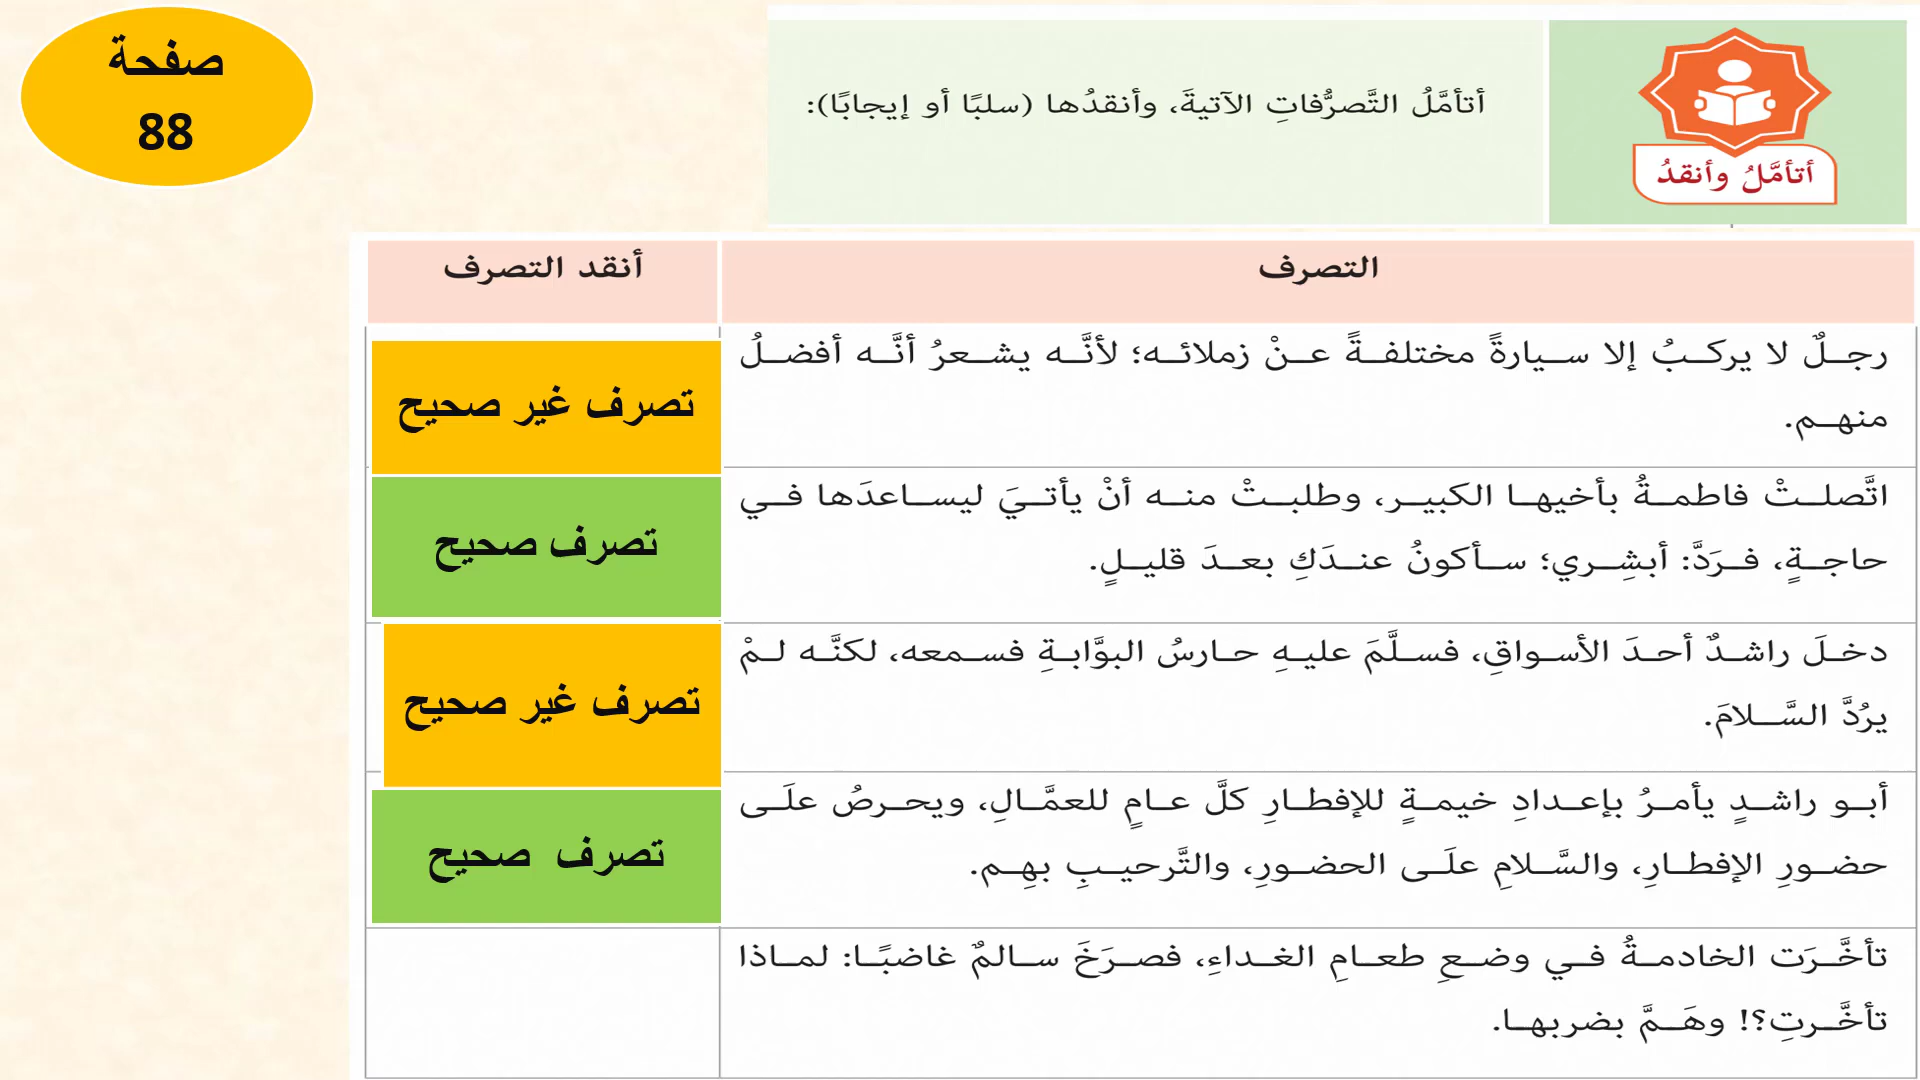 صفحة
88
أتأمَّلُ التَّصرُّفاتِ الآتيةَ، وأنقدُها (سلبًا أو إيجابًا):
أتأمَّلُ وأنقدُ
التصرف
أنقد التصرف
رجلٌ لا يركبُ إلا سيارةً مختلفةً عنْ زملائه؛ لأنَّه يشعرُ أنَّه أفضلُ
منهم.
تصرف غير صحيح
اتَّصلتْ فاطمةُ بأخيها الكبير، وطلبتْ منه أنْ يأتيَ ليساعدَها في
حاجةٍ، فرَدَّ: أبشِري؛ سأكونُ عندَكِ بعدَ قليلٍ.
تصرف صحيح
دخلَ راشدٌ أحدَ الأسواقِ، فسلَّمَ عليهِ حارسُ البوَّابةِ فسمعه، لكنَّه لمْ
يرُدَّ السَّلامَ.
تصرف غير صحيح
أبو راشدٍ يأمرُ بإعدادِ خيمةٍ للإفطارِ كلَّ عامٍ للعمَّالِ، ويحرصُ علَى
حضورِ الإفطارِ، والسَّلامِ علَى الحضورِ، والتَّرحيبِ بهِم.
تصرف صحيح
تأخَّرَت الخادمةُ في وضعِ طعامِ الغداءِ، فصرَخَ سالمٌ غاضبًا: لماذا
تأخَّرتِ؟! وهَمَّ بضربها.